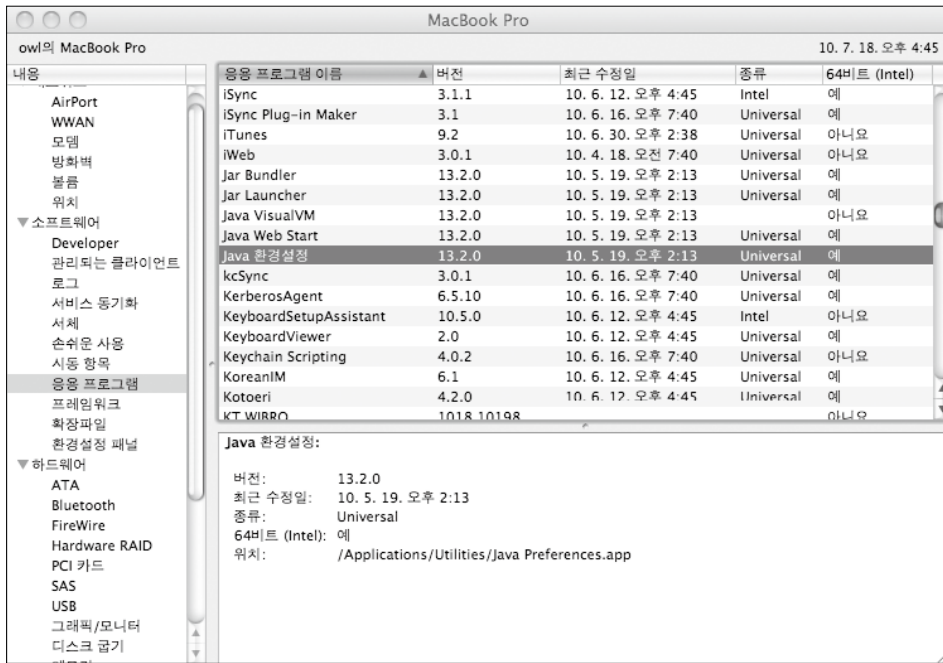 MacBook Pro
owl의 MacBook Pro 10. 7. 18. 오후 4:45
내용
AirPort
WWAN
모뎀
방화벽
볼륨
위치
소프트웨어
Developer
관리되는 클라이언트
로그
서비스 동기화
서체
손쉬운 사용
시동 항목
응용 프로그램
프레임워크
확장파일
환경설정 패널
하드웨어
ATA
Bluetooth
FireWire
Hardware RAID
PCI 카드
SAS
USB
그래픽/모니터
디스크 굽기
응용 프로그램 이름 버전 최근 수정일 종류 64비트 (Intel)
iSync 3.1.1 10. 6. 12. 오후 4:45 Intel 예
iSync Plug-in Maker 3.1 10. 6. 16. 오후 7:40 Universal 예
iTunes 9.2 10. 6. 30. 오후 2:38 Universal 아니요
iWeb 3.0.1 10. 4. 18. 오전 7:40 Universal 아니요
Jar Bundler 13.2.0 10. 5. 19. 오후 2:13 Universal 예
Jar Launcher 13.2.0 10. 5. 19. 오후 2:13 Universal 예
Java VisualVM 13.2.0 10. 5. 19. 오후 2:13 아니요
Java Web Start 13.2.0 10. 5. 19. 오후 2:13 Universal 예
Java 환경설정 13.2.0 10. 5. 19. 오후 2:13 Universal 예
kcSync 3.0.1 10. 6. 16. 오후 7:40 Universal 예
KerberosAgent 6.5.10 10. 6. 16. 오후 7:40 Universal 예
KeyboardSetupAssistant 10.5.0 10. 6. 12. 오후 4:45 Intel 아니요
KeyboardViewer 2.0 10. 6. 12. 오후 4:45 Universal 예
Keychain Scripting 4.0.2 10. 6. 16. 오후 7:40 Universal 아니요
KoreanIM 6.1 10. 6. 12. 오후 4:45 Universal 예
Kotoeri 4.2.0 10. 6. 12. 오후 4:45 Universal 예
KT WIBRO 1018.10198 아니요
Java 환경설정:
버전: 13.2.0
최근 수정일: 10. 5. 19. 오후 2:13
종류: Universal
64비트 (Intel): 예
위치: /Applications/Utilities/Java Preferences.app